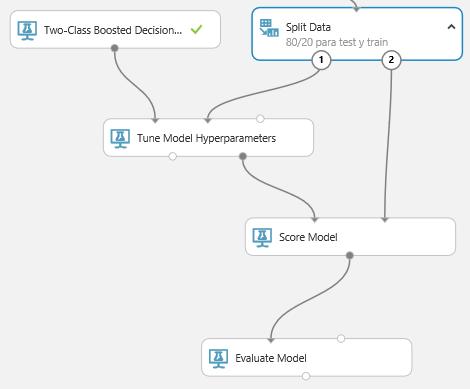 Two-Class Boosted Decision...
Split Data
80/20 para test y train
1
2
Tune Model Hyperparameters
Score Model
Evaluate Model